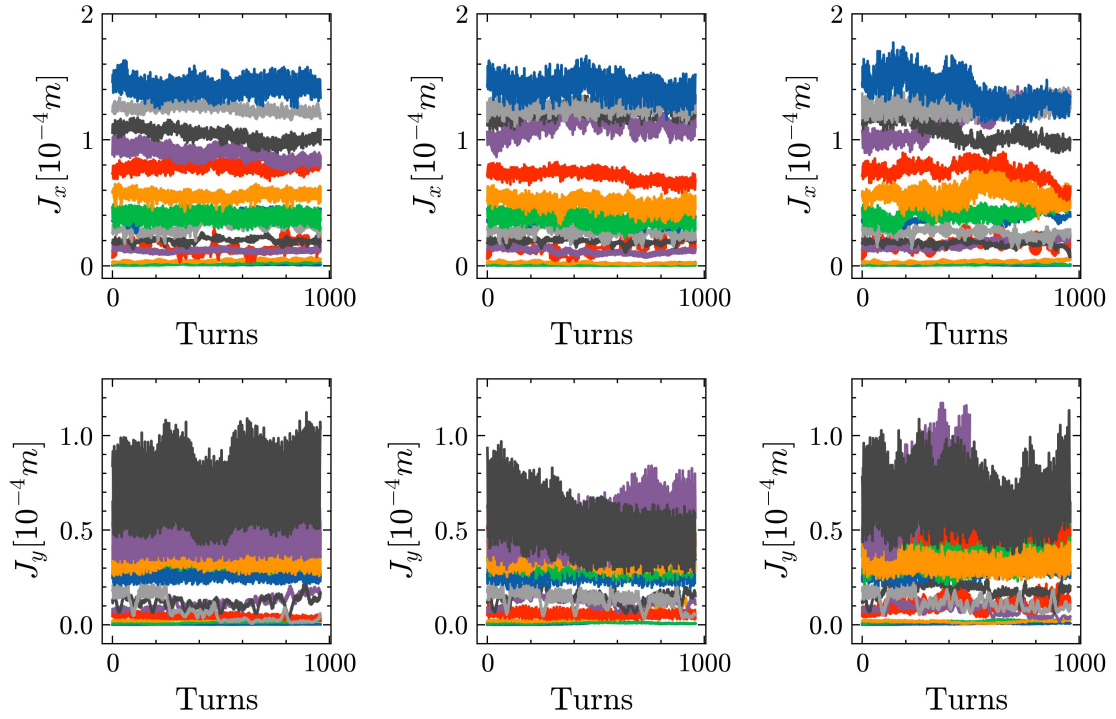 2 2 2
J_x[10^{-4}m] 1 J_x[10^{-4}m] 1 J_x[10^{-4}m] 1
0 0 0
0 1000 0 1000 0 1000
Turns Turns Turns
1.0 1.0 1.0
J_y[10^{-4}m] 0.5 J_y[10^{-4}m] 0.5 J_y[10^{-4}m] 0.5
0.0 0.0 0.0
0 1000 0 1000 0 1000
Turns Turns Turns